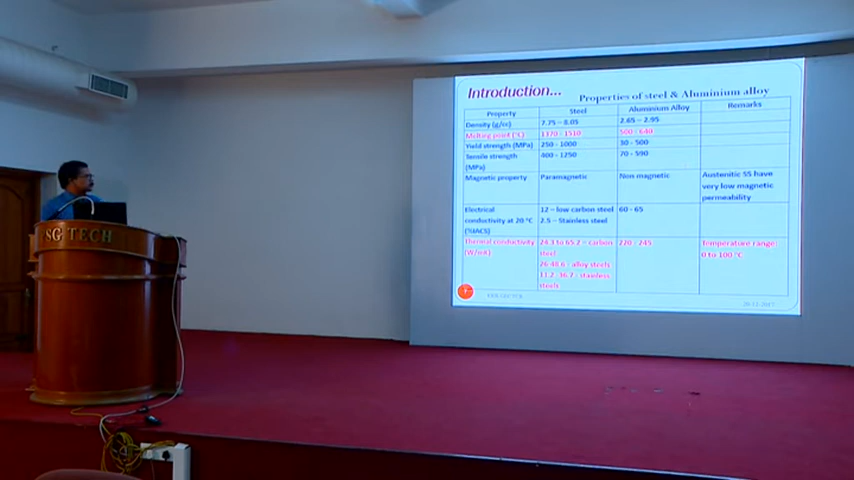 Introduction...
Properties of steel & Aluminium alloy
Property Steel Aluminium Alloy Remarks
Density (g/cc) 7.75 – 8.05 2.65 – 2.95
Melting point (°C) 1370 - 1510 500 - 640
Yield strength (MPa) 250 - 1000 30 - 500
Tensile strength 400 - 1250 70 - 590
(MPa)
Magnetic property Paramagnetic Non magnetic Austenitic SS have
very low magnetic
permeability
Electrical 12 – low carbon steel 60 - 65
conductivity at 20 °C 2.5 – Stainless steel
(%IACS)
Thermal conductivity 24.3 to 65.2 – carbon 220 - 245 Temperature range:
(W/mK) steel 0 to 100 °C
26-48.6 - alloy steels
11.2- 36.7 - stainless
steels
26-12-2017
SG TECH